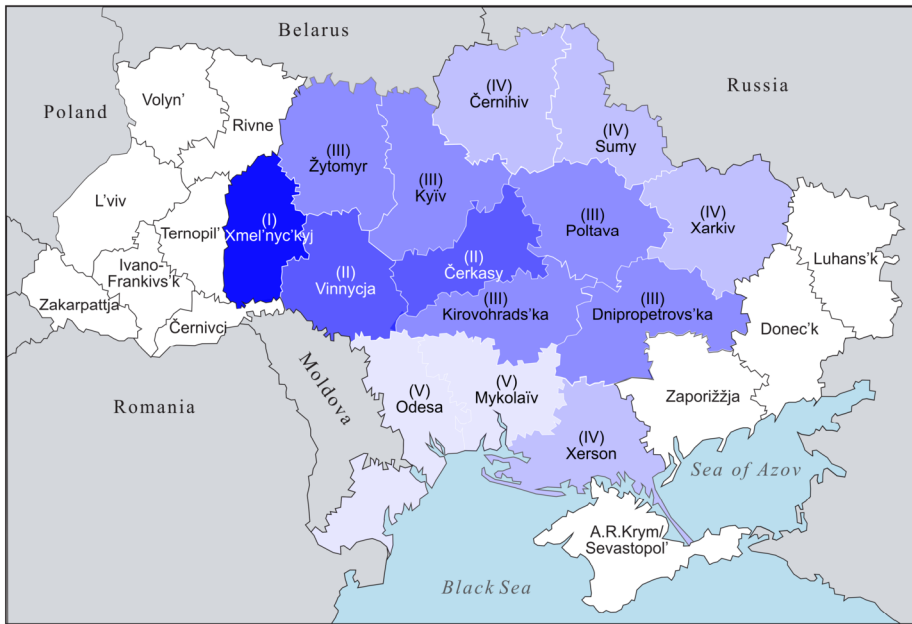 Belarus
Russia
Poland
Volyn'
Rivne
(IV)
Černihiv
(IV)
Sumy
(III)
Žytomyr
(III)
Kyïv
L'viv
Ternopil'
(I)
Xmel'nyc'kyj
(III)
Poltava
(IV)
Xarkiv
Luhans'k
Ivano-
Frankivs'k
(II)
Vinnycja
(II)
Čerkasy
Zakarpattja
Černivcj
(III)
Kirovohrads'ka
(III)
Dnipropetrovs'ka
Donec'k
Moldova
Romania
(V)
Odesa
(V)
Mykolaïv
Zaporižžja
(IV)
Xerson
Sea of Azov
A.R.Krym/
Sevastopol'
Black Sea